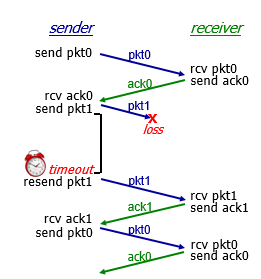 sender receiver
send pkt0
pkt0
rcv pkt0
send ack0
ack0
rcv ack0
send pkt1
pkt1
X
loss
timeout
resend pkt1
pkt1
rcv pkt1
send ack1
ack1
rcv ack1
send pkt0
pkt0
rcv pkt0
send ack0
ack0